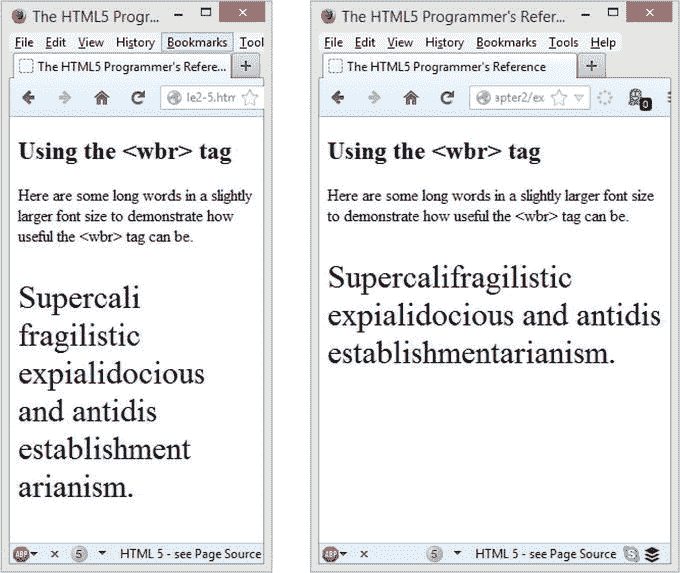 The HTML5 Progr...
File Edit View History Bookmarks Tool
The HTML5 Programmer's Refere...
le2-5.htm
Using the <wbr> tag
Here are some long words in a slightly
larger font size to demonstrate how
useful the <wbr> tag can be.
Supercali
fragilistic
expialidocious
and antidis
establishment
arianism.
ABP
5
HTML 5 - see Page Source
The HTML5 Programmer's Refer...
File Edit View History Bookmarks Tools Help
The HTML5 Programmer's Reference
apter2/ex
0
Using the <wbr> tag
Here are some long words in a slightly larger font size
to demonstrate how useful the <wbr> tag can be.
Supercalifragilistic
expialidocious and antidis
establishmentarianism.
ABP
5
HTML 5 - see Page Source